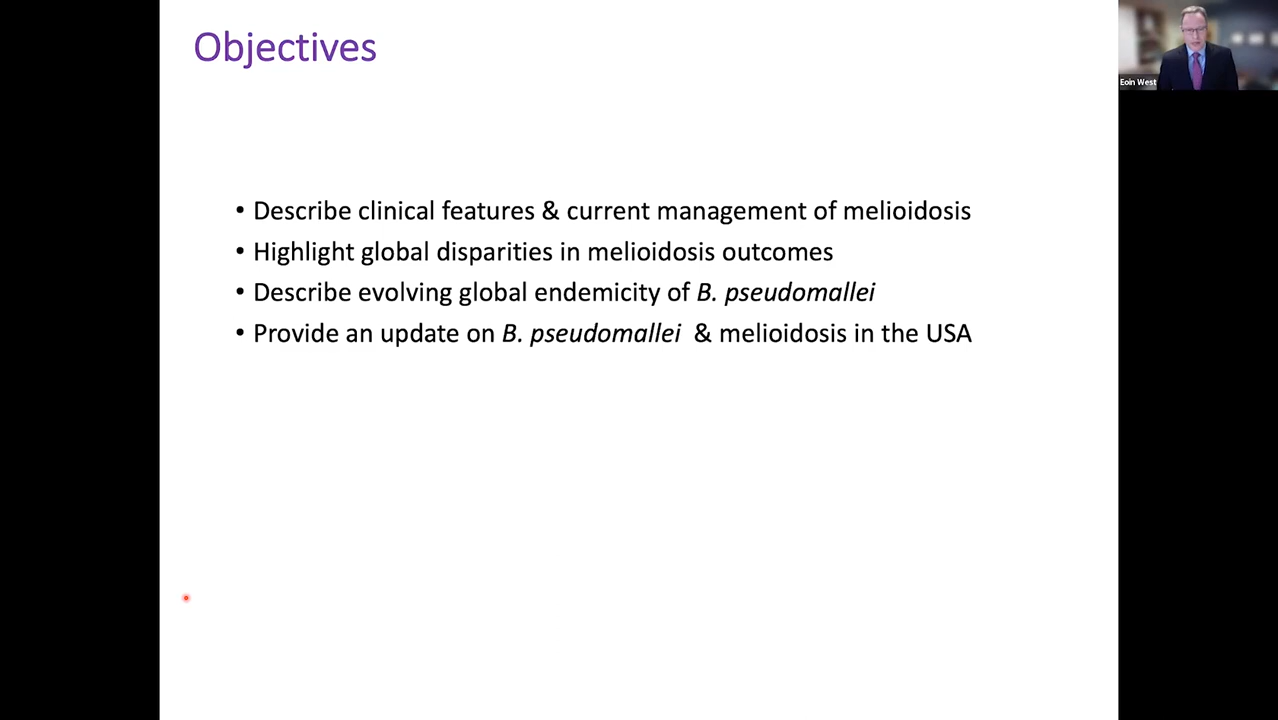 Objectives
Eoin West
• Describe clinical features & current management of melioidosis
• Highlight global disparities in melioidosis outcomes
• Describe evolving global endemicity of B. pseudomallei
• Provide an update on B. pseudomallei & melioidosis in the USA